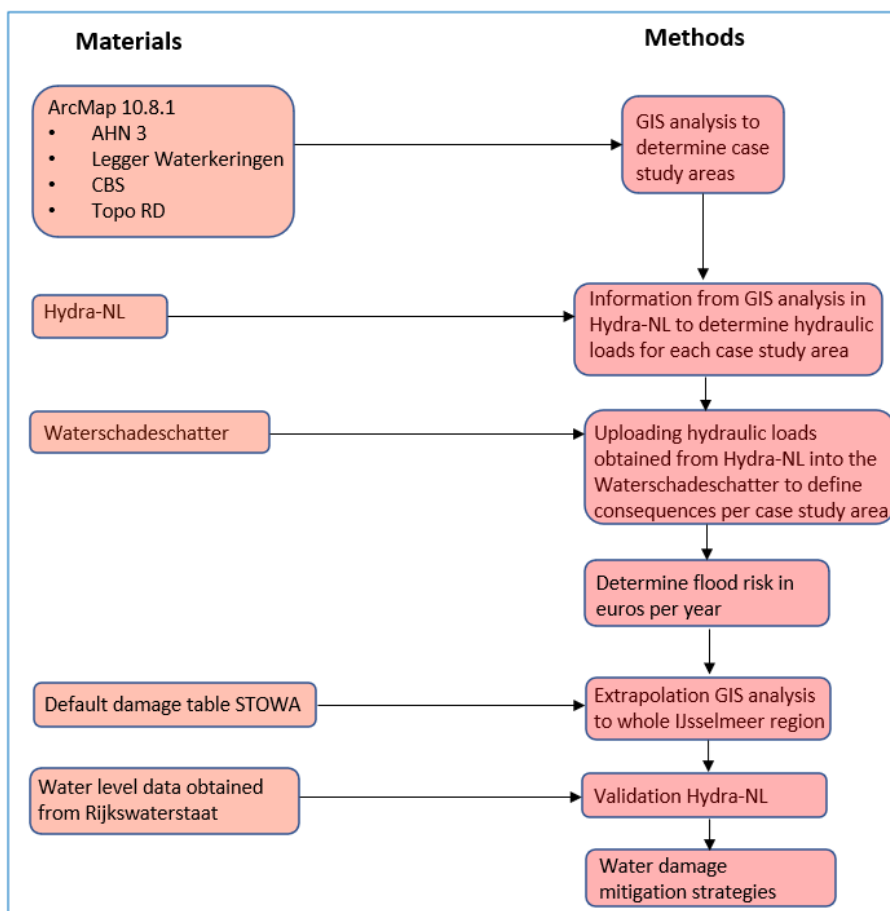 Materials
Methods
ArcMap 10.8.1
• AHN 3
• Legger Waterkeringen
• CBS
• Topo RD
GIS analysis to
determine case
study areas
Hydra-NL
Information from GIS analysis in
Hydra-NL to determine hydraulic
loads for each case study area
Waterschadeschatter
Uploading hydraulic loads
obtained from Hydra-NL into the
Waterschadeschatter to define
consequences per case study area
Determine flood risk in
euros per year
Default damage table STOWA
Extrapolation GIS analysis
to whole IJsselmeer region
Water level data obtained
from Rijkswaterstaat
Validation Hydra-NL
Water damage
mitigation strategies